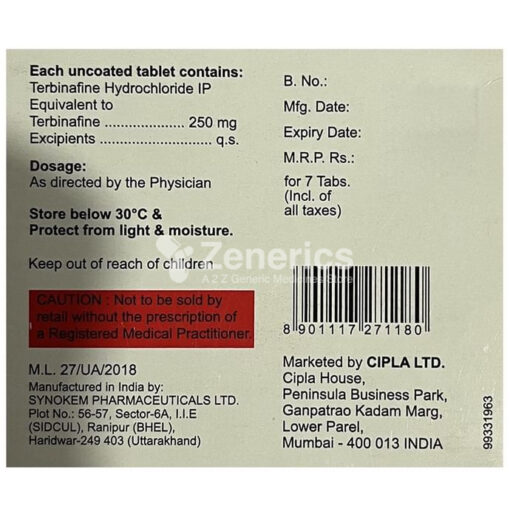 Each uncoated tablet contains:
Terbinafine Hydrochloride IP
Equivalent to
Terbinafine ..................... 250 mg
Excipients ........................... q.s.
Dosage:
As directed by the Physician
Store below 30°C &
Protect from light & moisture.
Keep out of reach of children
CAUTION : Not to be sold by
retail without the prescription of
a Registered Medical Practitioner.
M.L. 27/UA/2018
Manufactured in India by:
SYNOKEM PHARMACEUTICALS LTD.
Plot No.: 56-57, Sector-6A, I.I.E
(SIDCUL), Ranipur (BHEL),
Haridwar-249 403 (Uttarakhand)
B. No.:
Mfg. Date:
Expiry Date:
M.R.P. Rs.:
for 7 Tabs.
(Incl. of
all taxes)
Zenerics
A 2 Z Generic Medicines Store
8 901117 271180
Marketed by CIPLA LTD.
Cipla House,
Peninsula Business Park,
Ganpatrao Kadam Marg,
Lower Parel,
Mumbai - 400 013 INDIA
99331963